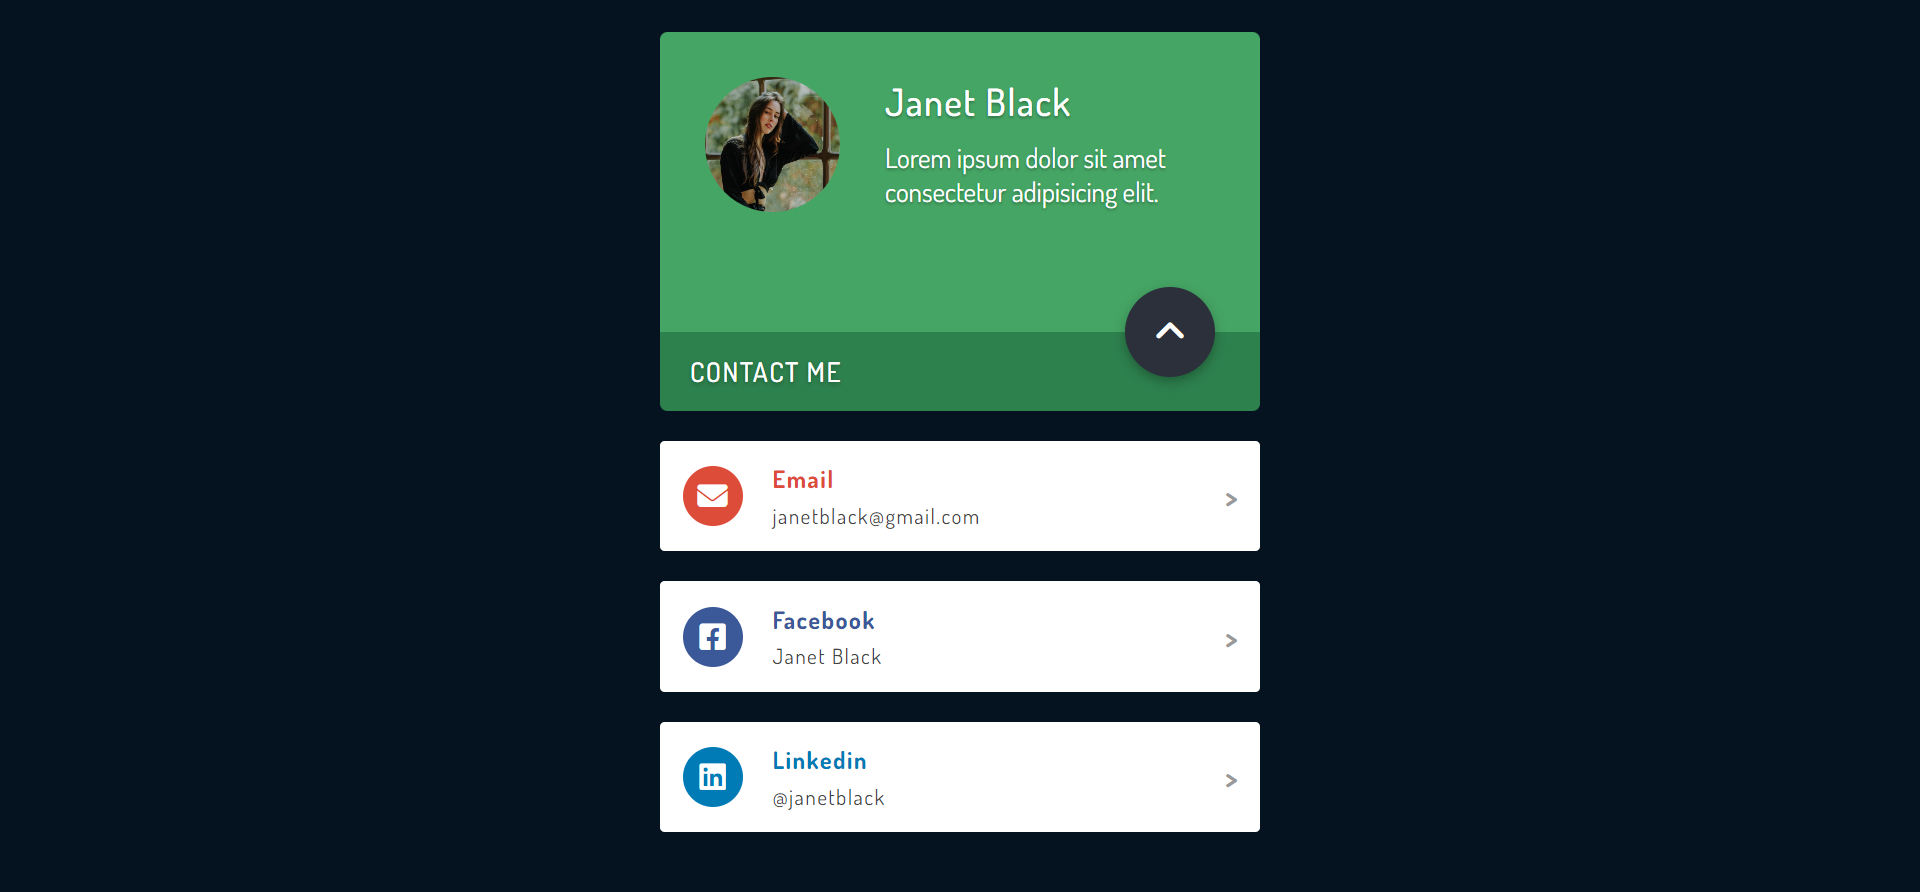 Janet Black
Lorem ipsum dolor sit amet
consectetur adipisicing elit.
CONTACT ME
Email
janetblack@gmail.com
>
Facebook
Janet Black
>
Linkedin
@janetblack
>